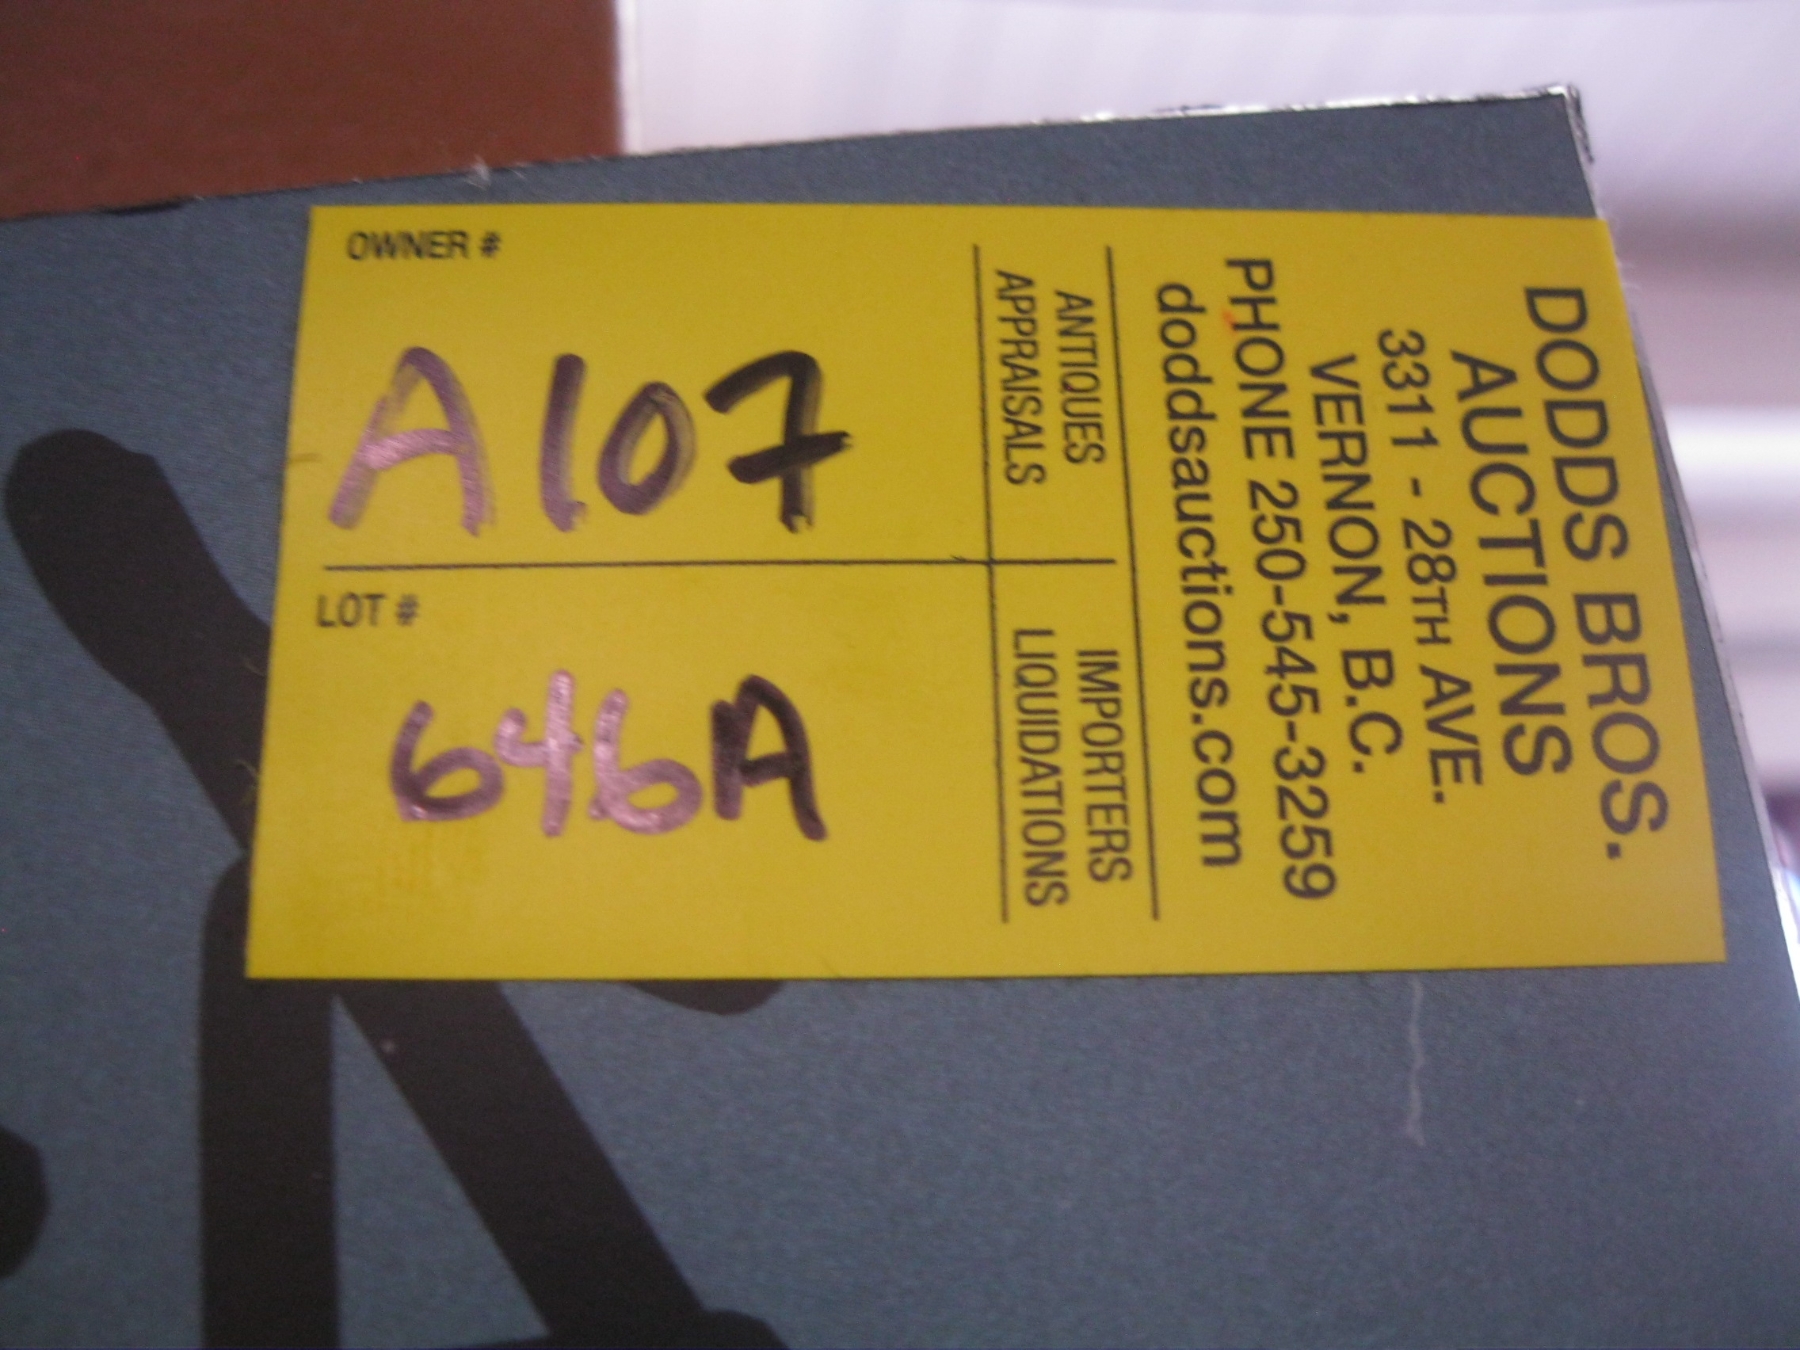 DODDS BROS.
AUCTIONS
3311 - 28TH AVE.
VERNON, B.C.
PHONE 250-545-3259
doddsauctions.com
ANTIQUES
APPRAISALS
IMPORTERS
LIQUIDATIONS
OWNER #
A107
LOT #
646A